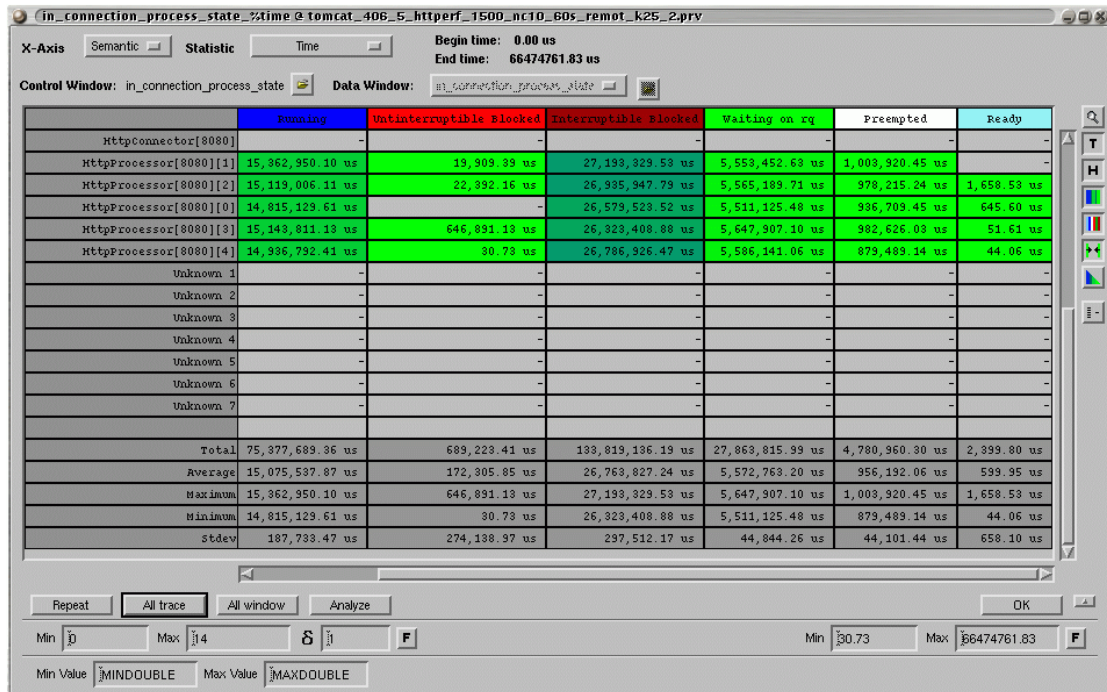 in_connection_process_state_%time @ tomcat_406_5_httperf_1500_nc10_60s_remot_k25_2.prv
X-Axis Semantic Statistic Time Begin time: 0.00 us
End time: 66474761.83 us
Control Window: in_connection_process_state Data Window: in_connection_process_state
Running Untinterruptible Blocked Interruptible Blocked Waiting on rq Preempted Ready
HttpConnector[8080] - - - - - -
HttpProcessor[8080][1] 15,362,950.10 us 19,909.39 us 27,193,329.53 us 5,553,452.63 us 1,003,920.45 us -
HttpProcessor[8080][2] 15,119,006.11 us 22,392.16 us 26,935,947.79 us 5,565,189.71 us 978,215.24 us 1,658.53 us
HttpProcessor[8080][0] 14,815,129.61 us - 26,579,523.52 us 5,511,125.48 us 936,709.45 us 645.60 us
HttpProcessor[8080][3] 15,143,811.13 us 646,891.13 us 26,323,408.88 us 5,647,907.10 us 982,626.03 us 51.61 us
HttpProcessor[8080][4] 14,936,792.41 us 30.73 us 26,786,926.47 us 5,586,141.06 us 879,489.14 us 44.06 us
Unknown 1 - - - - - -
Unknown 2 - - - - - -
Unknown 3 - - - - - -
Unknown 4 - - - - - -
Unknown 5 - - - - - -
Unknown 6 - - - - - -
Unknown 7 - - - - - -
Total 75,377,689.36 us 689,223.41 us 133,819,136.19 us 27,863,815.99 us 4,780,960.30 us 2,399.80 us
Average 15,075,537.87 us 172,305.85 us 26,763,827.24 us 5,572,763.20 us 956,192.06 us 599.95 us
Maximum 15,362,950.10 us 646,891.13 us 27,193,329.53 us 5,647,907.10 us 1,003,920.45 us 1,658.53 us
Minimum 14,815,129.61 us 30.73 us 26,323,408.88 us 5,511,125.48 us 879,489.14 us 44.06 us
Stdev 187,733.47 us 274,138.97 us 297,512.17 us 44,844.26 us 44,101.44 us 658.10 us
T
H
Repeat All trace All window Analyze OK
Min 0 Max 14 δ 1 F Min 30.73 Max 66474761.83 F
Min Value MINDOUBLE Max Value MAXDOUBLE